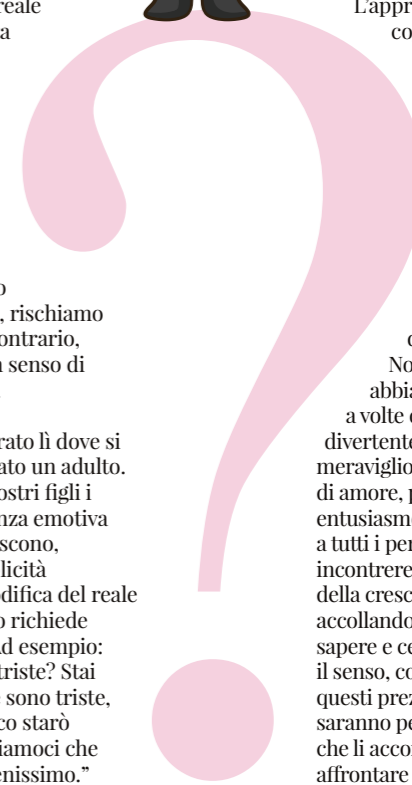 reale
a
o
, rischiamo
ontrario,
senso di
rato lì dove si
ato un adulto.
ostri figli i
nza emotiva
scono,
licità
difica del reale
o richiede
d esempio:
triste? Stai
sono triste,
co starò
iamoci che
enissimo.”
L’appr
co
No
abbia
a volte
divertente
meraviglio
di amore, p
entusiasm
a tutti i per
incontrere
della cresc
accollando
sapere e ce
il senso, co
questi prez
saranno pe
che li accor
affrontare